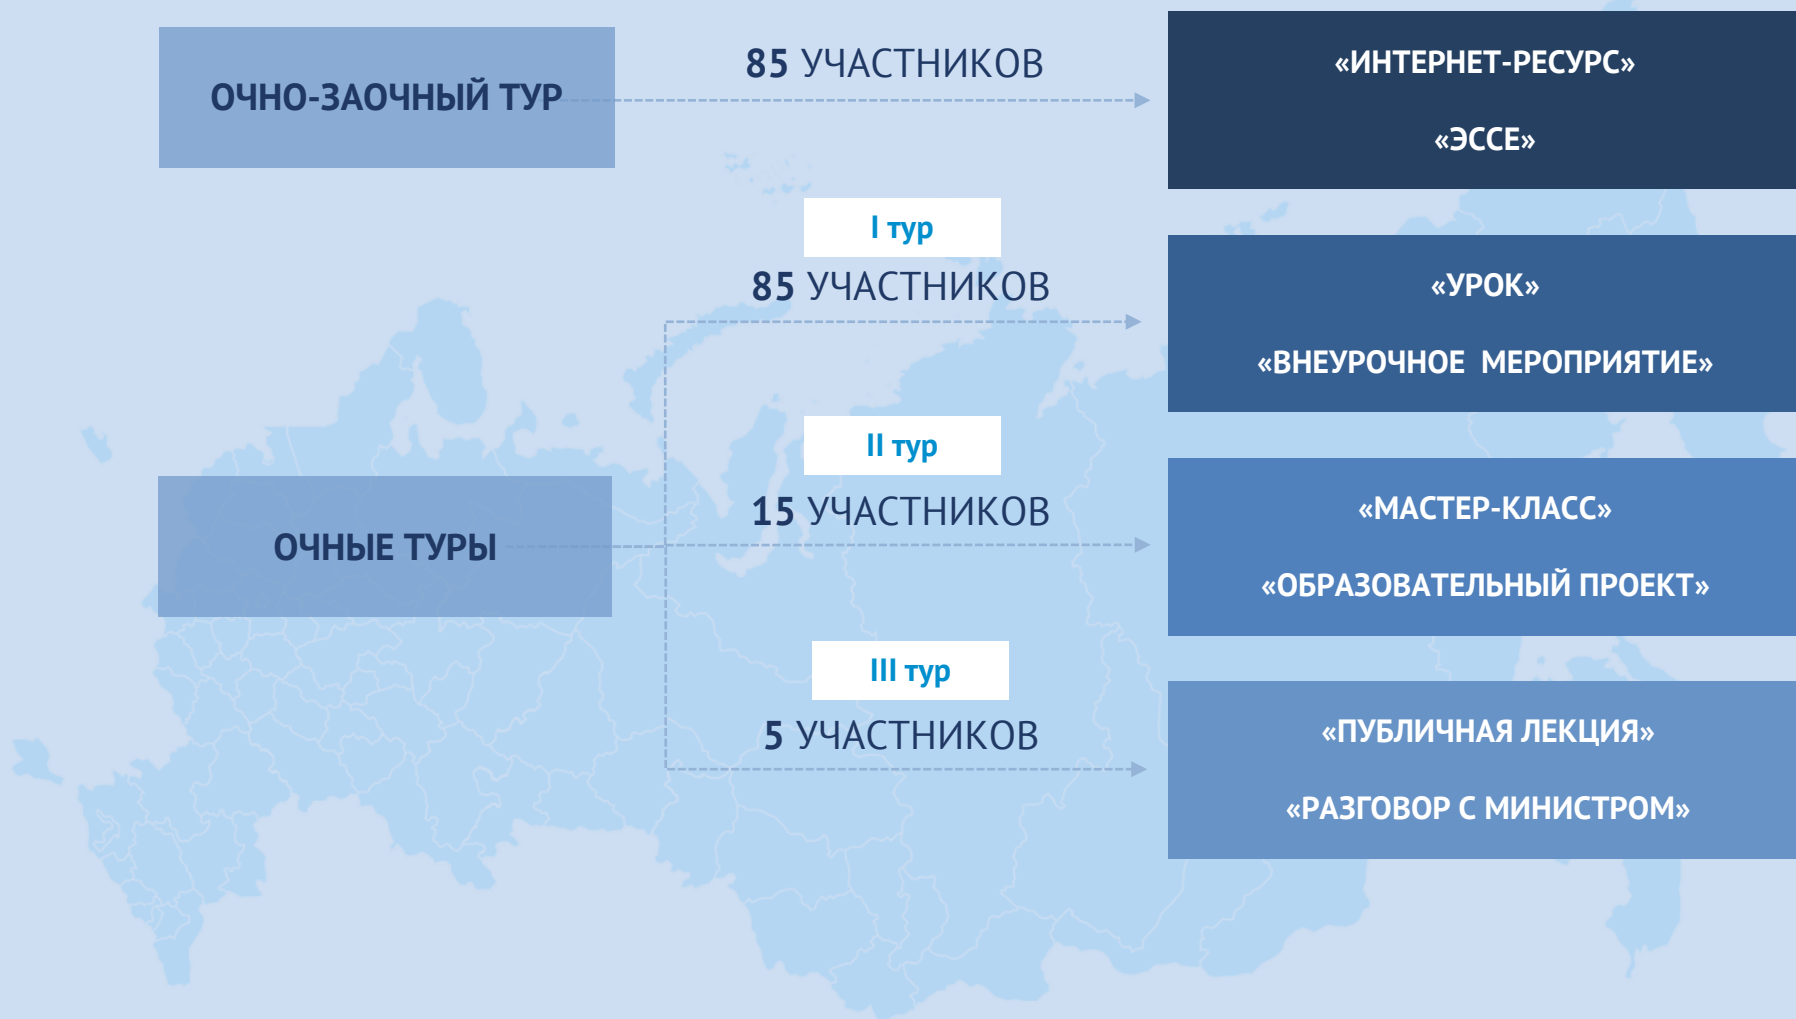 ОЧНО-ЗАОЧНЫЙ ТУР
85 УЧАСТНИКОВ
«ИНТЕРНЕТ-РЕСУРС»
«ЭССЕ»
ОЧНЫЕ ТУРЫ
I тур
85 УЧАСТНИКОВ
«УРОК»
«ВНЕУРОЧНОЕ МЕРОПРИЯТИЕ»
II тур
15 УЧАСТНИКОВ
«МАСТЕР-КЛАСС»
«ОБРАЗОВАТЕЛЬНЫЙ ПРОЕКТ»
III тур
5 УЧАСТНИКОВ
«ПУБЛИЧНАЯ ЛЕКЦИЯ»
«РАЗГОВОР С МИНИСТРОМ»